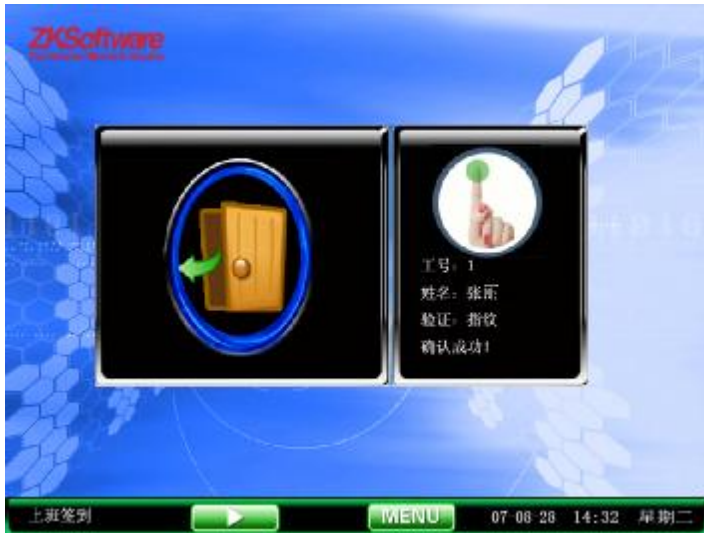 ZKSoftware
工号：1
姓名：张丽
验证：指纹
确认成功！
上班签到
MENU
07-08-28 14:32 星期二